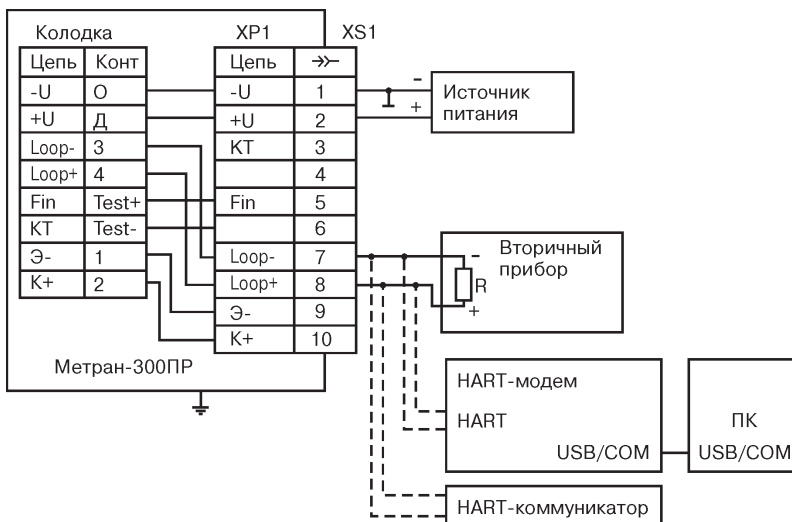 Колодка XP1 XS1
Цепь Конт Цепь
-U О -U 1
+U Д +U 2
Loop- 3 КТ 3
Loop+ 4 4
Fin Test+ Fin 5
КТ Test- 6
Э- 1 Loop- 7
К+ 2 Loop+ 8
Э- 9
К+ 10
Метран-300ПР
- Источник
+ питания
Вторичный
прибор
-
R
+
HART-модем
HART
USB/COM
ПК
USB/COM
HART-коммуникатор